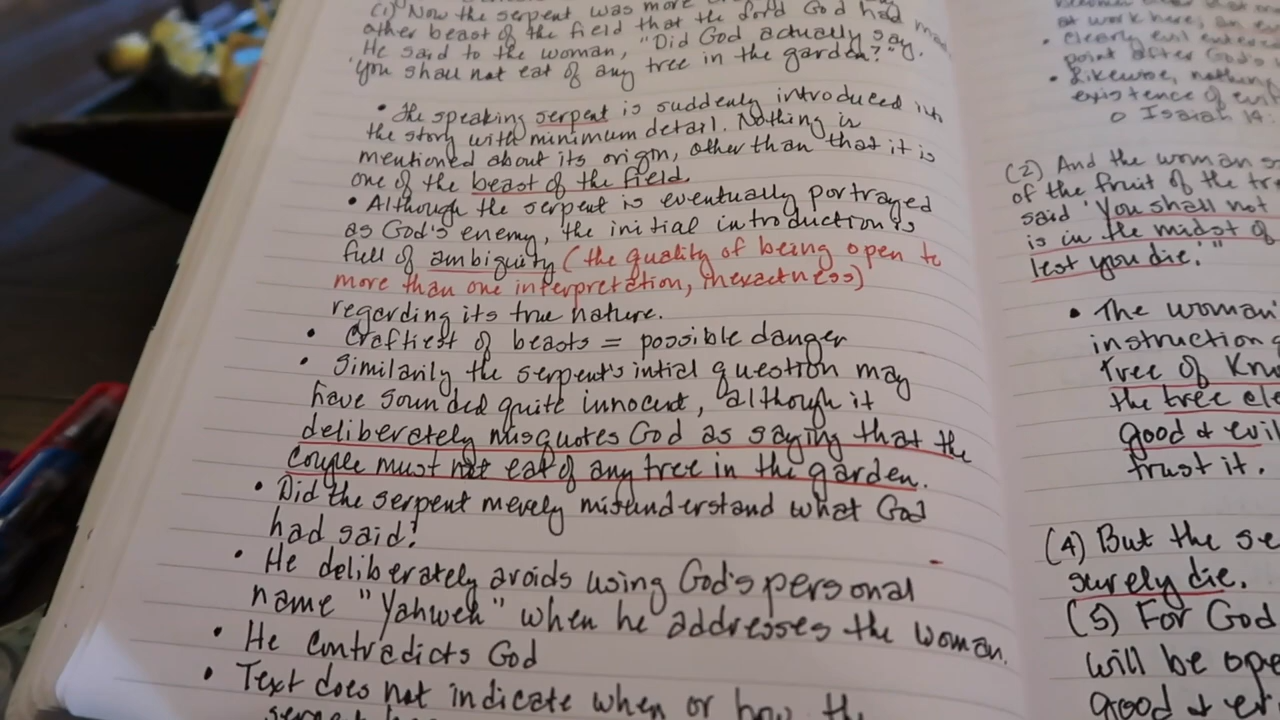 (1) Now the serpent was more
other beast of the field that the Lord God had
He said to the woman, "Did God actually say,
'You shall not eat of any tree in the garden?'"
• The speaking serpent is suddenly introduced into
the story with minimum detail. Nothing is
mentioned about its origin, other than that it is
one of the beast of the field.
• Although the serpent is eventually portrayed
as God's enemy, the initial introduction is
full of ambiguity (the quality of being open to
more than one interpretation, inexactness)
regarding its true nature.
• Craftiest of beasts = possible danger
• Similarily the serpent's intial question may
have sounded quite innocent, although it
deliberately misquotes God as saying that the
couple must not eat of any tree in the garden.
• Did the serpent merely misunderstand what God
had said?
• He deliberately avoids using God's personal
name "Yahweh" when he addresses the woman.
• He contradicts God
• Text does not indicate when or how the
at work here, an
• Clearly evil entered
point after God's
• Likewise, nothing
existence of evil
o Isaiah 14:
(2) And the woman
of the fruit of the
said 'You shall not
is in the midst of
lest you die.'"
• The woman'
instruction
Tree of
the tree
good & evil
trust it.
(4) But the
surely die.
(5) For God
will be
good &